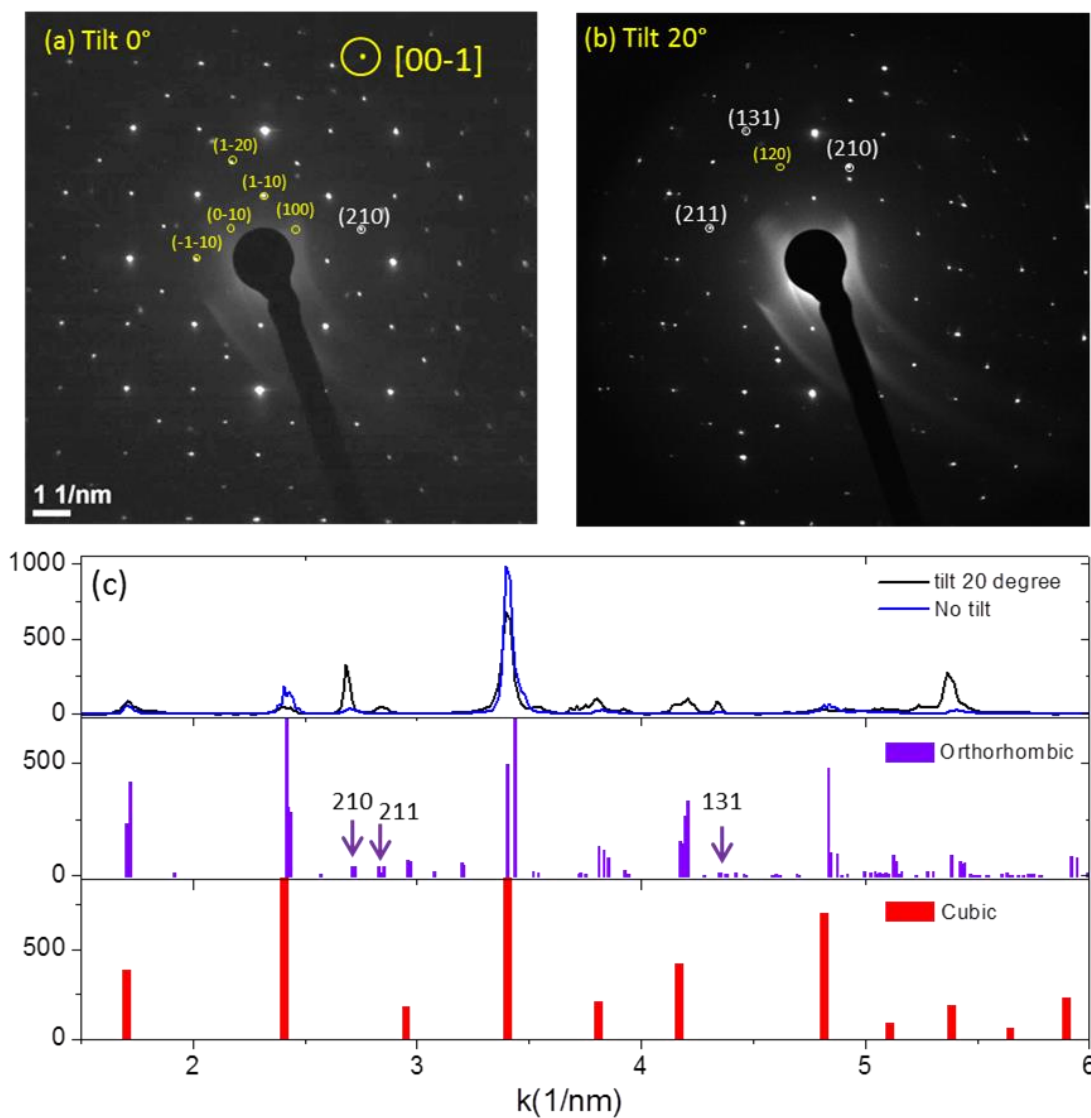 (a) Tilt 0°
[00-1]
(1-20)
(1-10)
(0-10)
(100)
(210)
(-1-10)
1 1/nm
(b) Tilt 20°
(131)
(120)
(210)
(211)
(c)
1000
500
0
tilt 20 degree
No tilt
500
0
210
211
131
Orthorhombic
500
0
Cubic
2 3 4 5 6
k(1/nm)